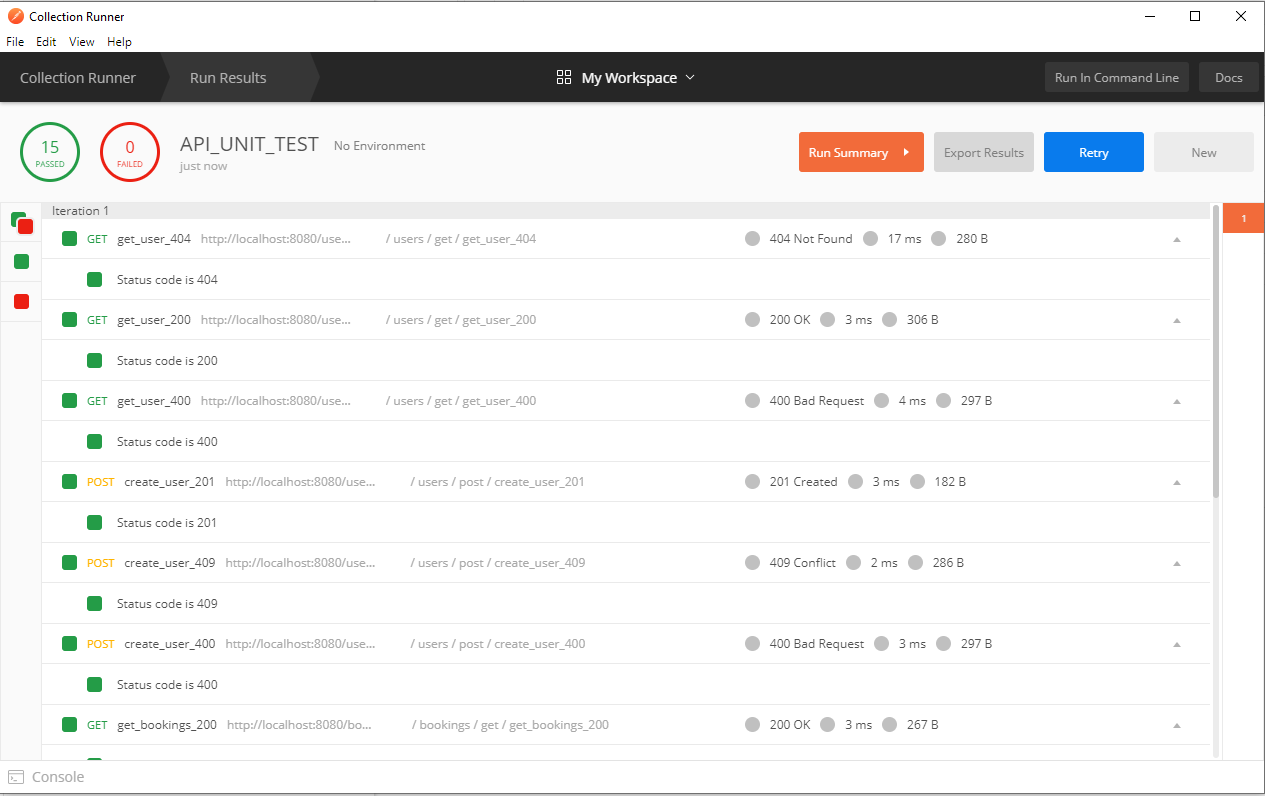 Collection Runner
File Edit View Help
Collection Runner Run Results My Workspace Run In Command Line Docs
15 PASSED
0 FAILED
API_UNIT_TEST No Environment
just now
Run Summary Export Results Retry New
Iteration 1
1
GET get_user_404 http://localhost:8080/use... / users / get / get_user_404 404 Not Found 17 ms 280 B
Status code is 404
GET get_user_200 http://localhost:8080/use... / users / get / get_user_200 200 OK 3 ms 306 B
Status code is 200
GET get_user_400 http://localhost:8080/use... / users / get / get_user_400 400 Bad Request 4 ms 297 B
Status code is 400
POST create_user_201 http://localhost:8080/use... / users / post / create_user_201 201 Created 3 ms 182 B
Status code is 201
POST create_user_409 http://localhost:8080/use... / users / post / create_user_409 409 Conflict 2 ms 286 B
Status code is 409
POST create_user_400 http://localhost:8080/use... / users / post / create_user_400 400 Bad Request 3 ms 297 B
Status code is 400
GET get_bookings_200 http://localhost:8080/bo... / bookings / get / get_bookings_200 200 OK 3 ms 267 B
Console